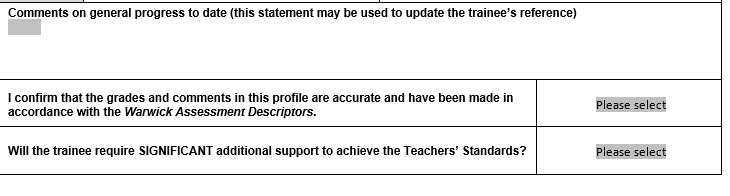 Comments on general progress to date (this statement may be used to update the trainee's reference)
I confirm that the grades and comments in this profile are accurate and have been made in
accordance with the Warwick Assessment Descriptors.
Please select
Will the trainee require SIGNIFICANT additional support to achieve the Teachers' Standards?
Please select